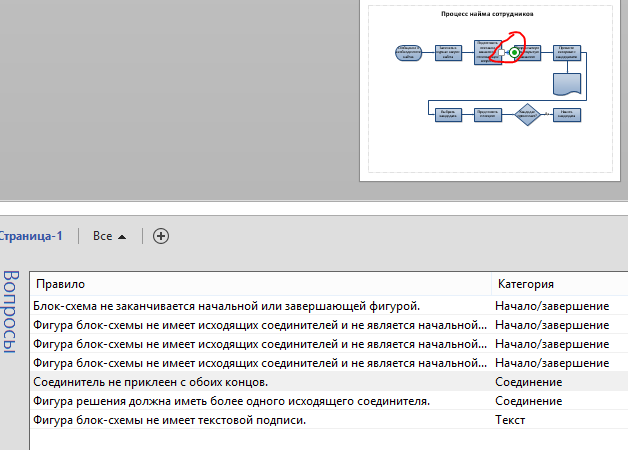 Процесс найма сотрудников
Страница-1
Все
Вопросы
Правило
Категория
Блок-схема не заканчивается начальной или завершающей фигурой.
Начало/завершение
Фигура блок-схемы не имеет исходящих соединителей и не является начальной...
Начало/завершение
Фигура блок-схемы не имеет исходящих соединителей и не является начальной...
Начало/завершение
Фигура блок-схемы не имеет исходящих соединителей и не является начальной...
Начало/завершение
Соединитель не приклеен с обоих концов.
Соединение
Фигура решения должна иметь более одного исходящего соединителя.
Соединение
Фигура блок-схемы не имеет текстовой подписи.
Текст